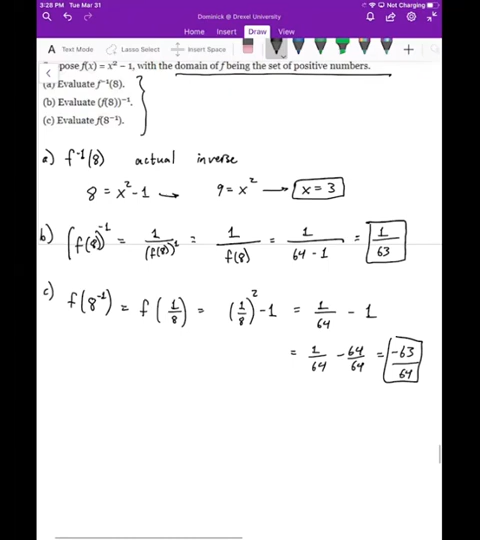 3:28 PM Tue Mar 31
Not Charging
Dominick @ Drexel University
Home Insert Draw View
Text Mode Lasso Select Insert Space
pose f(x) = x² − 1, with the domain of f being the set of positive numbers.
(a) Evaluate f⁻¹(8).
(b) Evaluate (f(8))⁻¹.
(c) Evaluate f(8⁻¹).
a) f⁻¹(8) actual inverse
8 = x² - 1 → 9 = x² → x = 3
b) (f(8))⁻¹ = 1/(f(8))¹ = 1/f(8) = 1/(64 - 1) = 1/63
c) f(8⁻¹) = f(1/8) = (1/8)² - 1 = 1/64 - 1
= 1/64 - 64/64 = -63/64